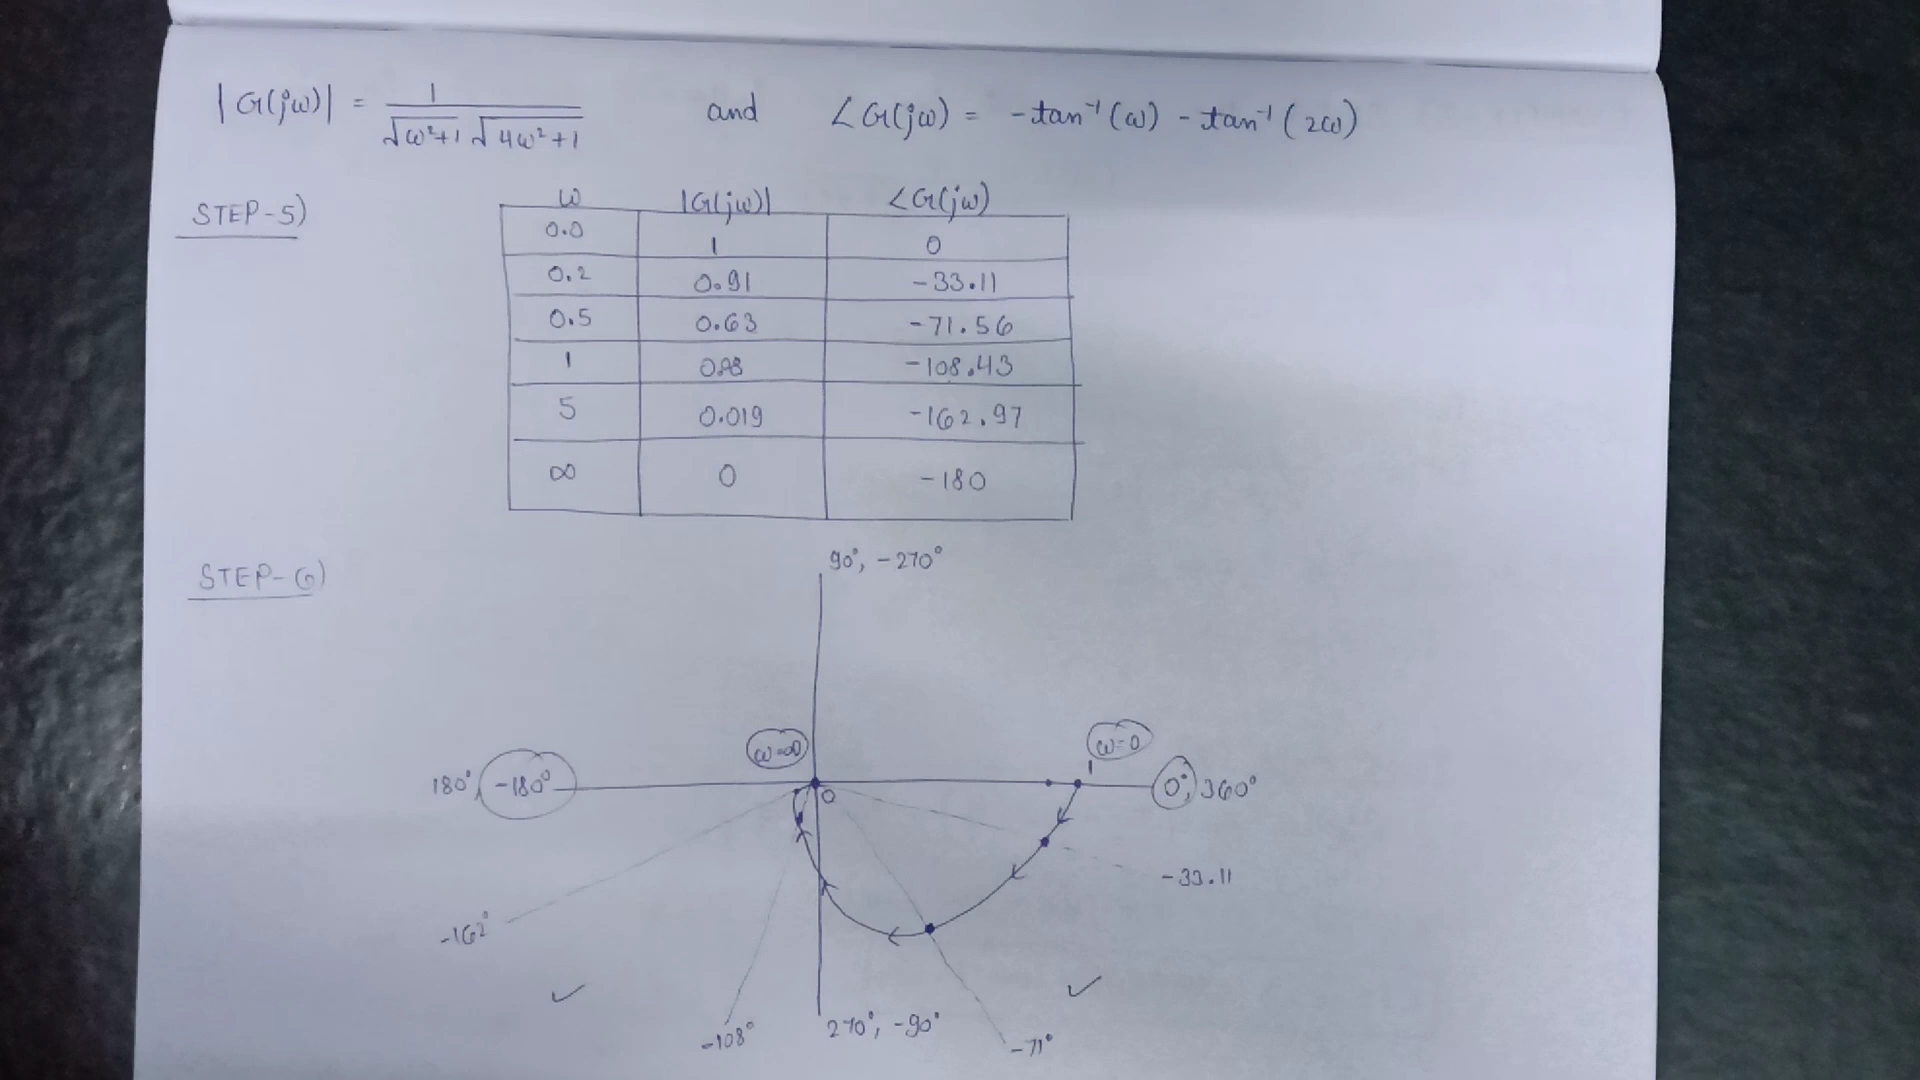 |G(jω)| = 1 / √ω²+1 √4ω²+1 and ∠G(jω) = -tan⁻¹(ω) - tan⁻¹(2ω)
STEP-5)
ω |G(jω)| ∠G(jω)
0.0 1 0
0.2 0.91 -33.11
0.5 0.63 -71.56
1 -108.43
5 0.019 -162.97
∞ 0 -180
STEP-6)
90°, -270°
ω=∞ ω=0
1
180°, -180° 0°, 360°
0
-33.11
-162°
-108° 270°, -90° -71°